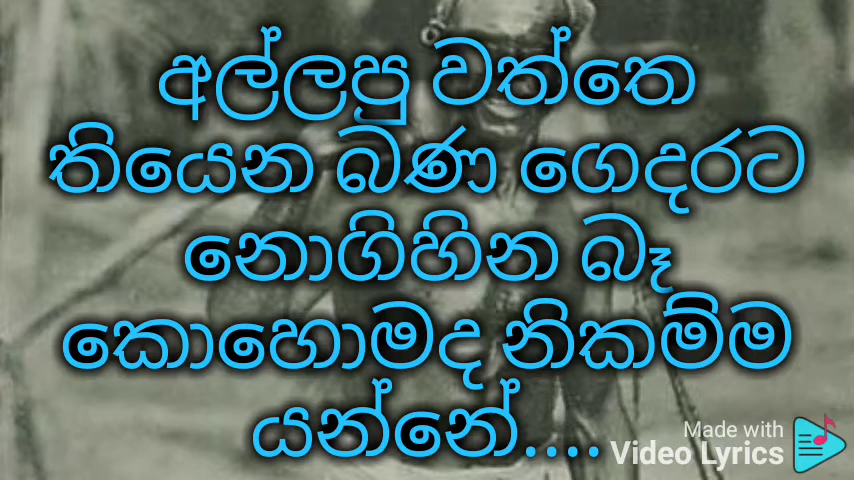 අල්ලපු වත්තෙ
තියෙන බණ ගෙදරට
නොගිහින බෑ
කොහොමද නිකම්ම
යන්නේ....
Made with
Video Lyrics